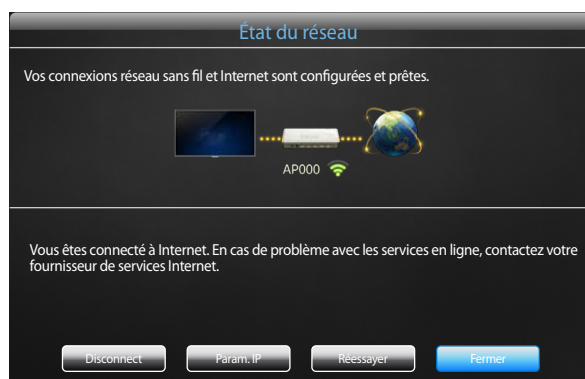 État du réseau
Vos connexions réseau sans fil et Internet sont configurées et prêtes.
AP000
Vous êtes connecté à Internet. En cas de problème avec les services en ligne, contactez votre
fournisseur de services Internet.
Disconnect Param. IP Réessayer Fermer